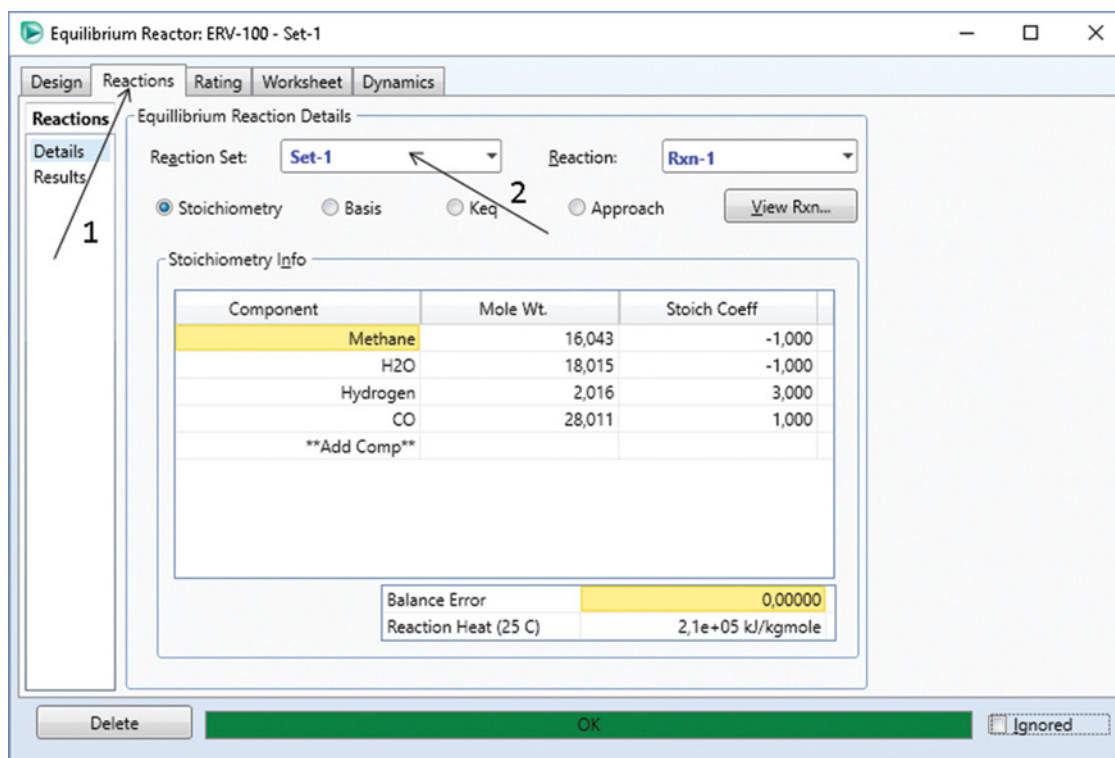 Equilibrium Reactor: ERV-100 - Set-1
Design Reactions Rating Worksheet Dynamics
Reactions
Details
Results
1
Equillibrium Reaction Details
Reaction Set: Set-1 Reaction: Rxn-1
2
Stoichiometry Basis Keq Approach View Rxn...
Stoichiometry Info
Component Mole Wt. Stoich Coeff
Methane 16,043 -1,000
H2O 18,015 -1,000
Hydrogen 2,016 3,000
CO 28,011 1,000
**Add Comp**
Balance Error 0,00000
Reaction Heat (25 C) 2,1e+05 kJ/kgmole
Delete OK Ignored